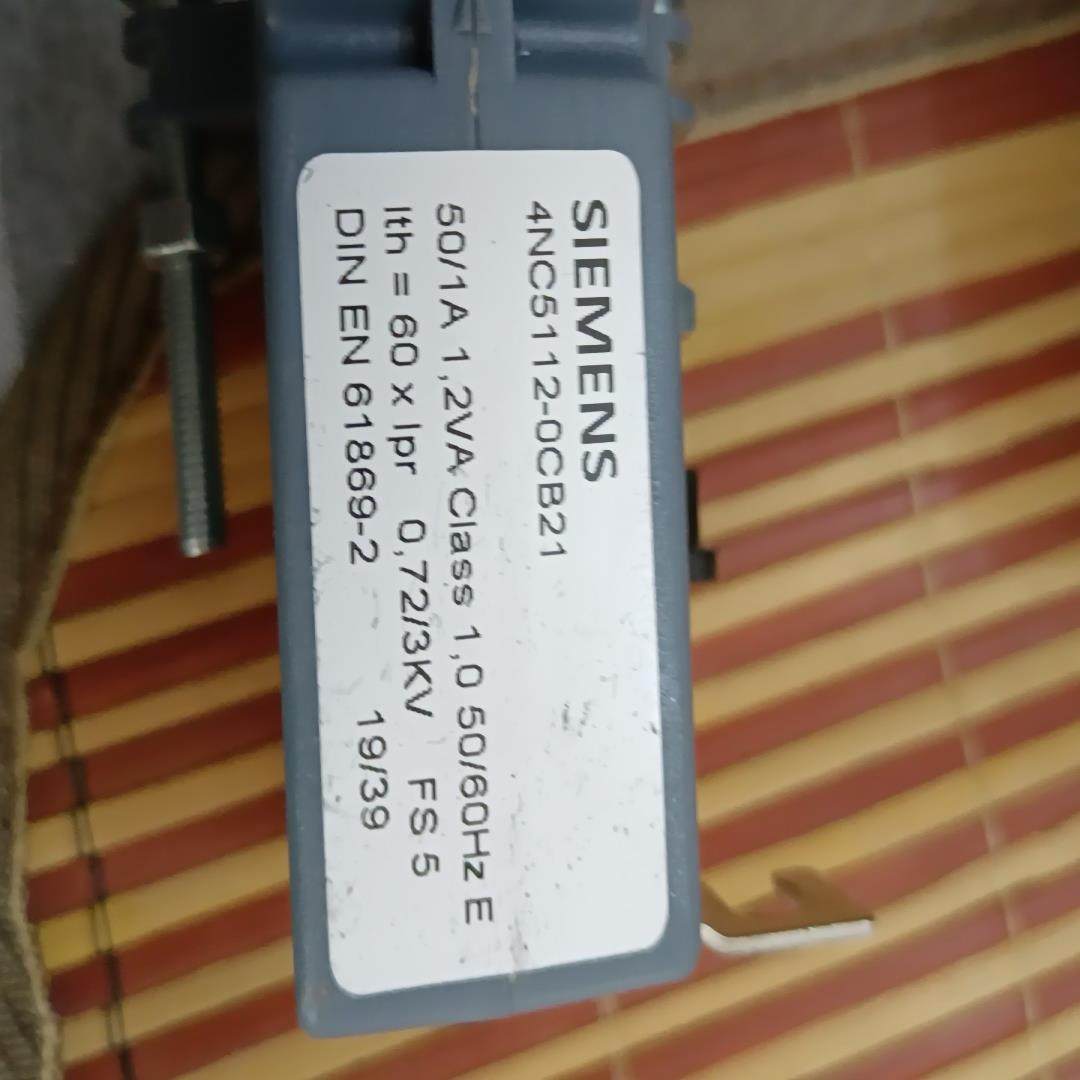 SIEMENS
4NC5112-0CB21
50/1A 1,2VA Class 1,0 50/60Hz E
Ith = 60 x Ipr 0,72/3KV FS 5
DIN EN 61869-2 19/39